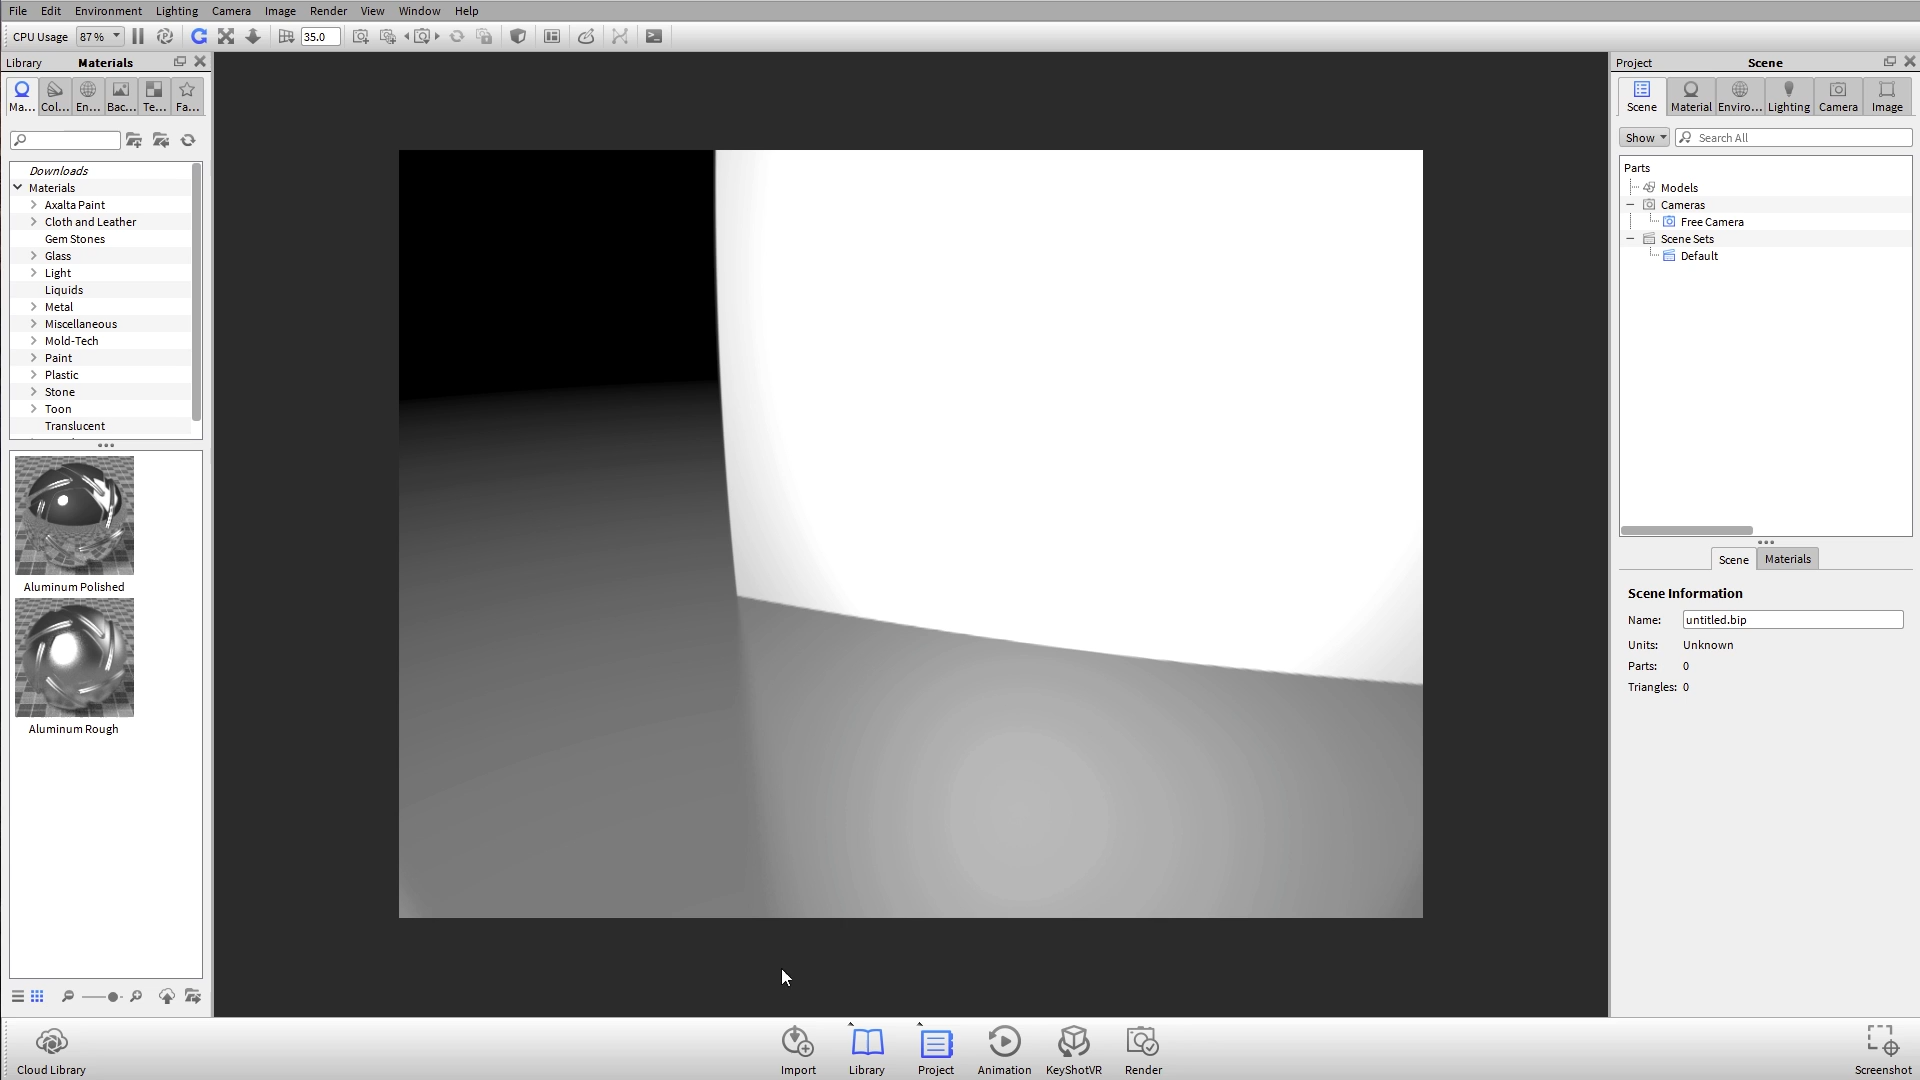 File Edit Environment Lighting Camera Image Render View Window Help
CPU Usage 87 % 35.0
Library Materials
Ma... Col... En... Bac... Te... Fa...
Downloads
Materials
Axalta Paint
Cloth and Leather
Gem Stones
Glass
Light
Liquids
Metal
Miscellaneous
Mold-Tech
Paint
Plastic
Stone
Toon
Translucent
Aluminum Polished
Aluminum Rough
Project Scene
Scene Material Enviro... Lighting Camera Image
Show Search All
Parts
Models
Cameras
Free Camera
Scene Sets
Default
Scene Materials
Scene Information
Name: untitled.bip
Units: Unknown
Parts: 0
Triangles: 0
Cloud Library Import Library Project Animation KeyShotVR Render Screenshot